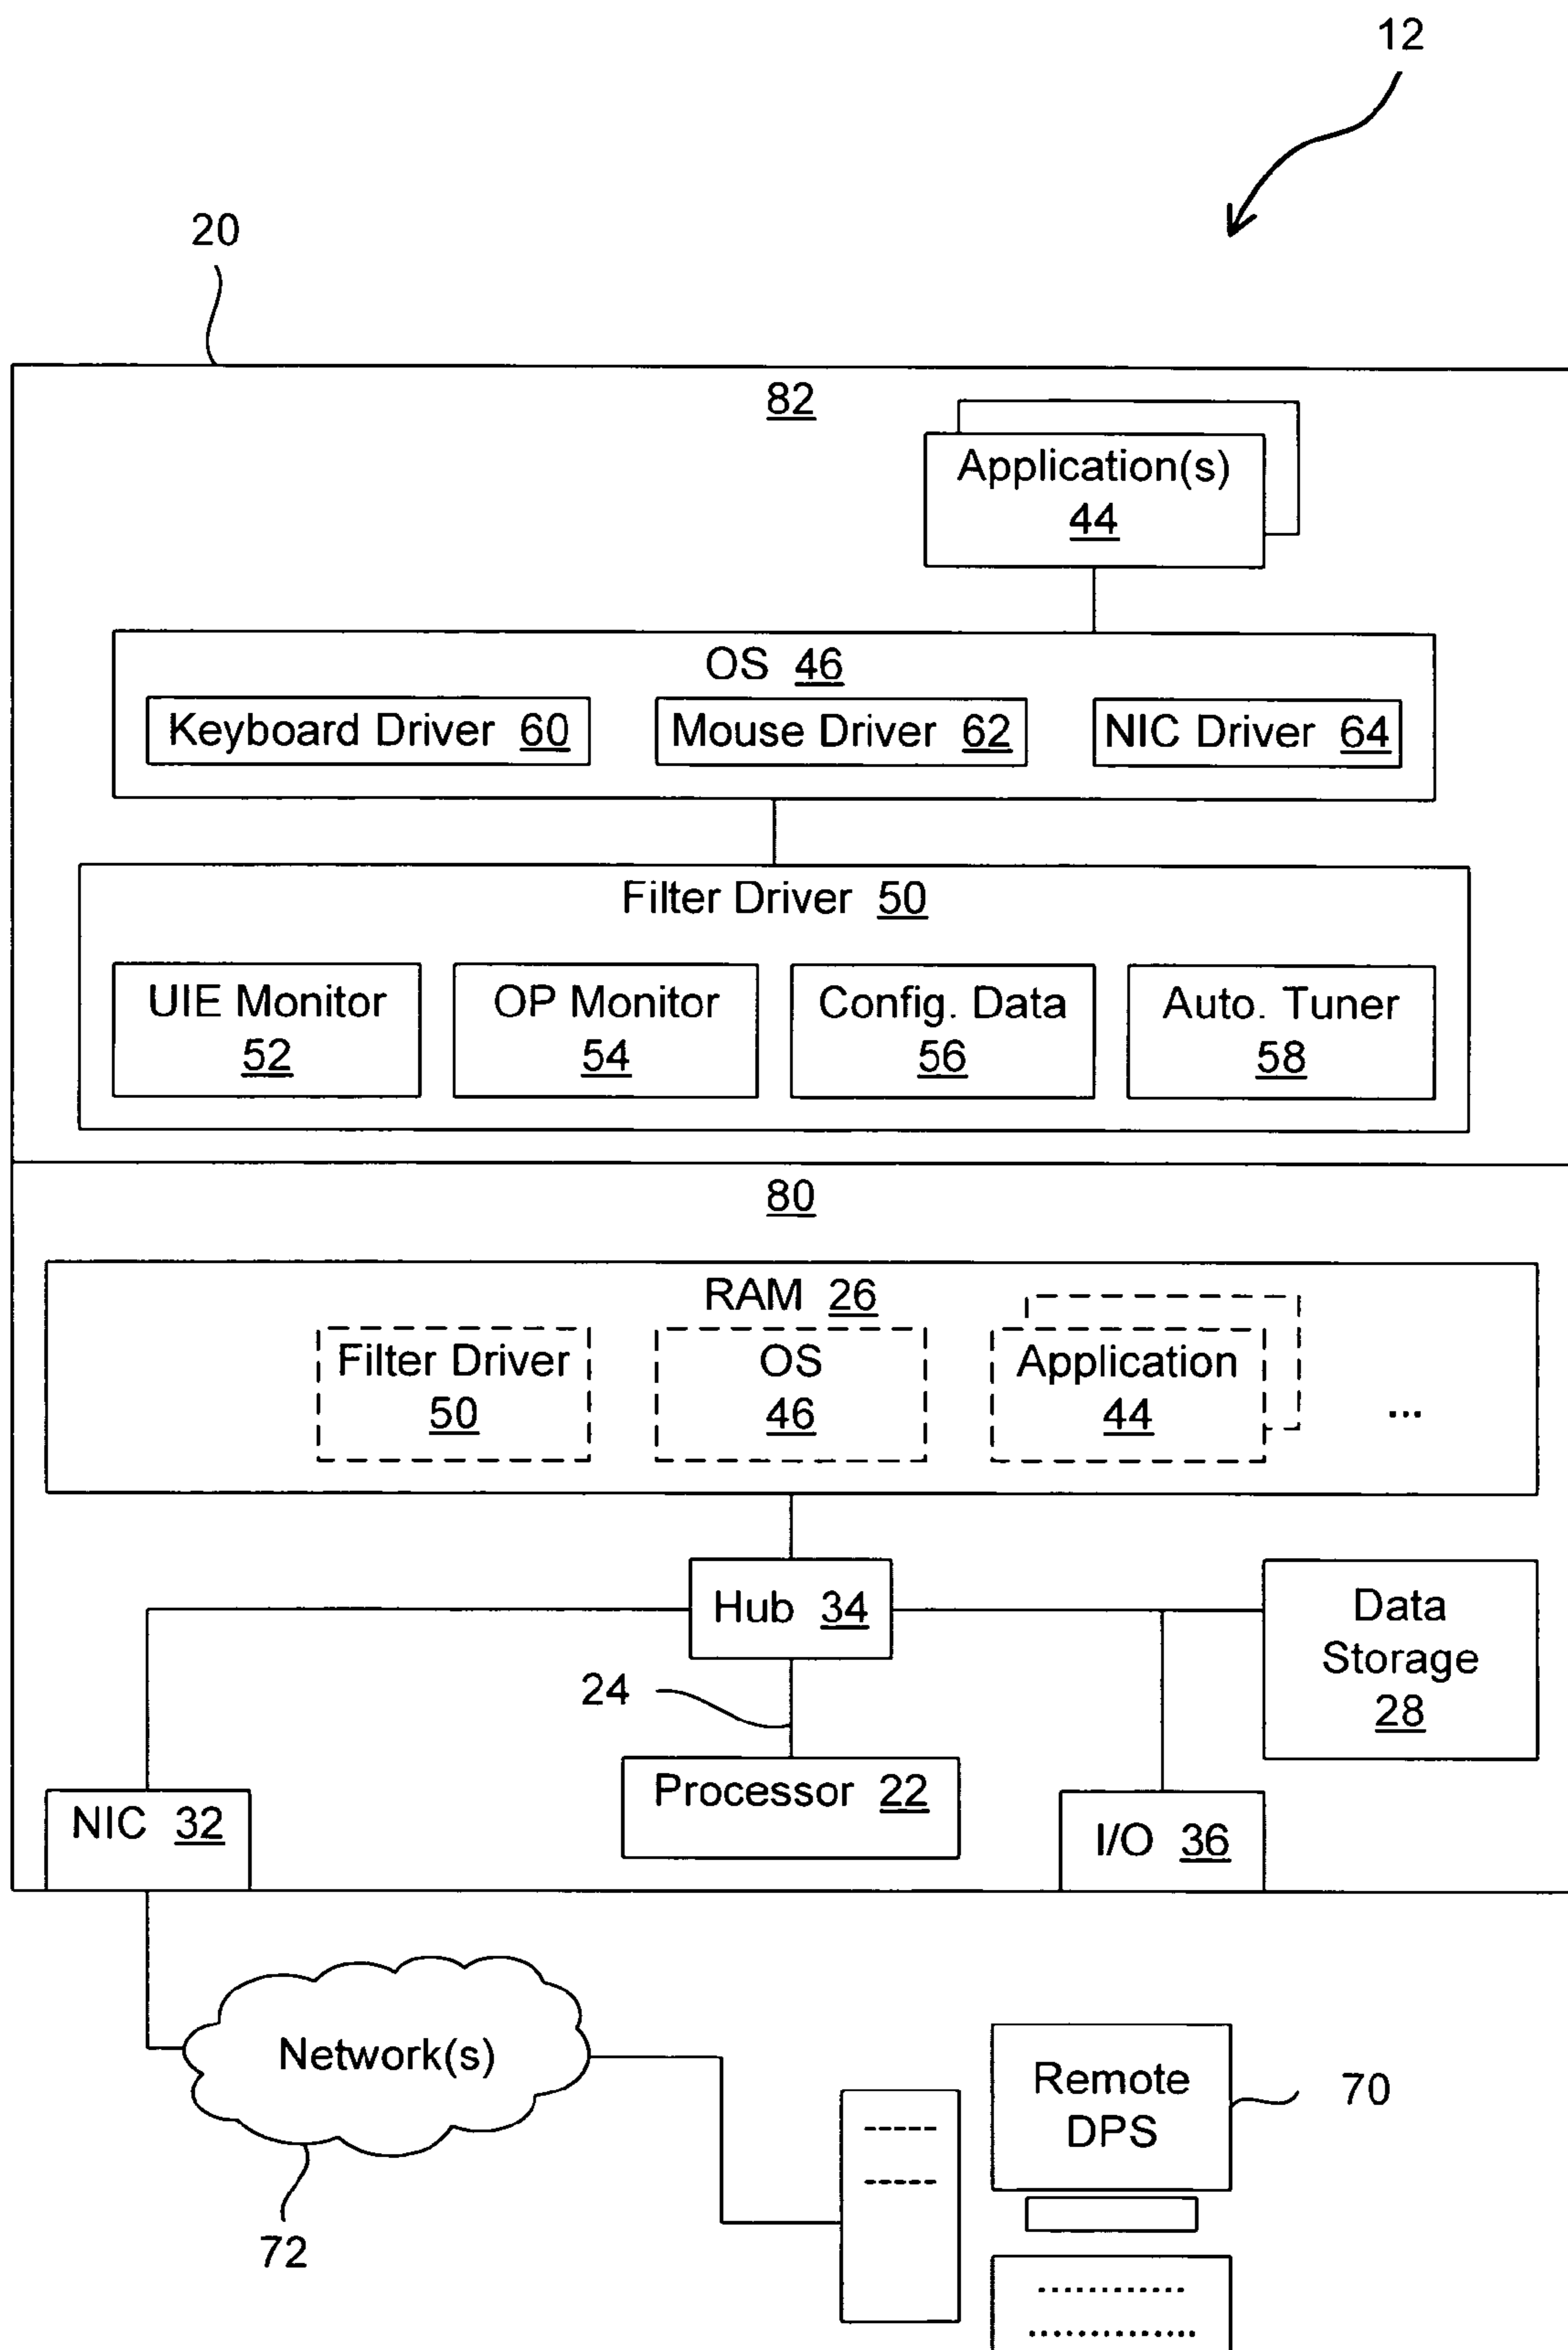 12
20
82
Application(s)
44
OS 46
Keyboard Driver 60
Mouse Driver 62
NIC Driver 64
Filter Driver 50
UIE Monitor
52
OP Monitor
54
Config. Data
56
Auto. Tuner
58
80
RAM 26
Filter Driver
50
OS
46
Application
44
...
Hub 34
Data
Storage
28
24
Processor 22
NIC 32
I/O 36
Network(s)
72
Remote
DPS
70